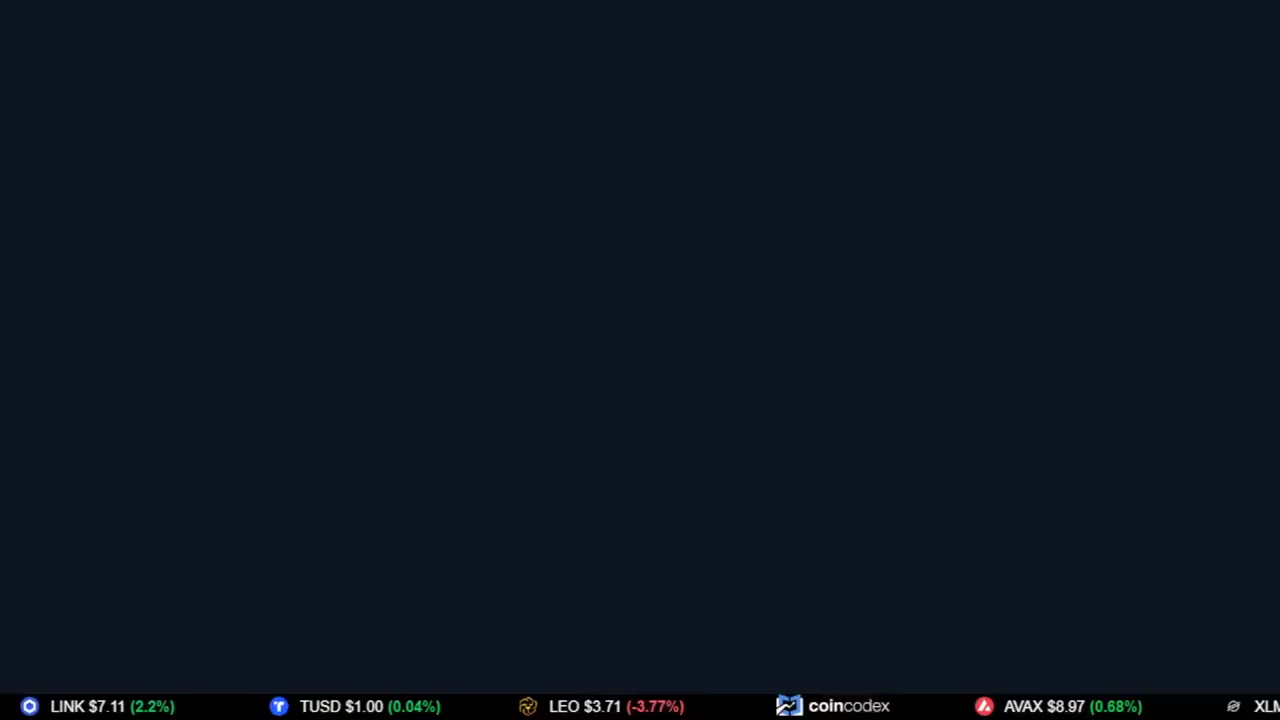 LINK $7.11 (2.2%) TUSD $1.00 (0.04%) LEO $3.71 (-3.77%) coincodex AVAX $8.97 (0.68%) XLM